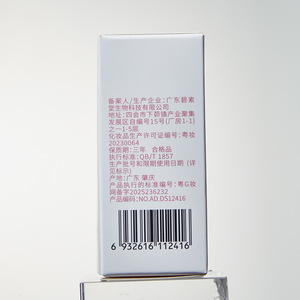 备案人/生产企业:广东碧素
堂生物科技有限公司
地址:四会市下茆镇产业聚集
发展区自编号15号(厂房1-1)
之一1-5层
化妆品生产许可证编号:粤妆
20230064
保质期:三年 合格品
执行标准:QB/T 1857
生产批号和限期使用日期(详
见标示)
产地:广东 肇庆
产品执行的标准编号:粤G妆
网备字2025236232
产品编码:NO.AD.DS12416
6 932616 112416